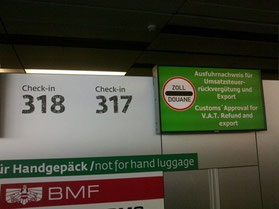 Check-in
318
Check-in
317
ZOLL
DOUANE
Ausfuhrnachweis für
Umsatzsteuer-
rückvergütung und
Export
Customs´ Approval for
V.A.T. Refund and
export
ür Handgepäck / not for hand luggage
BMF